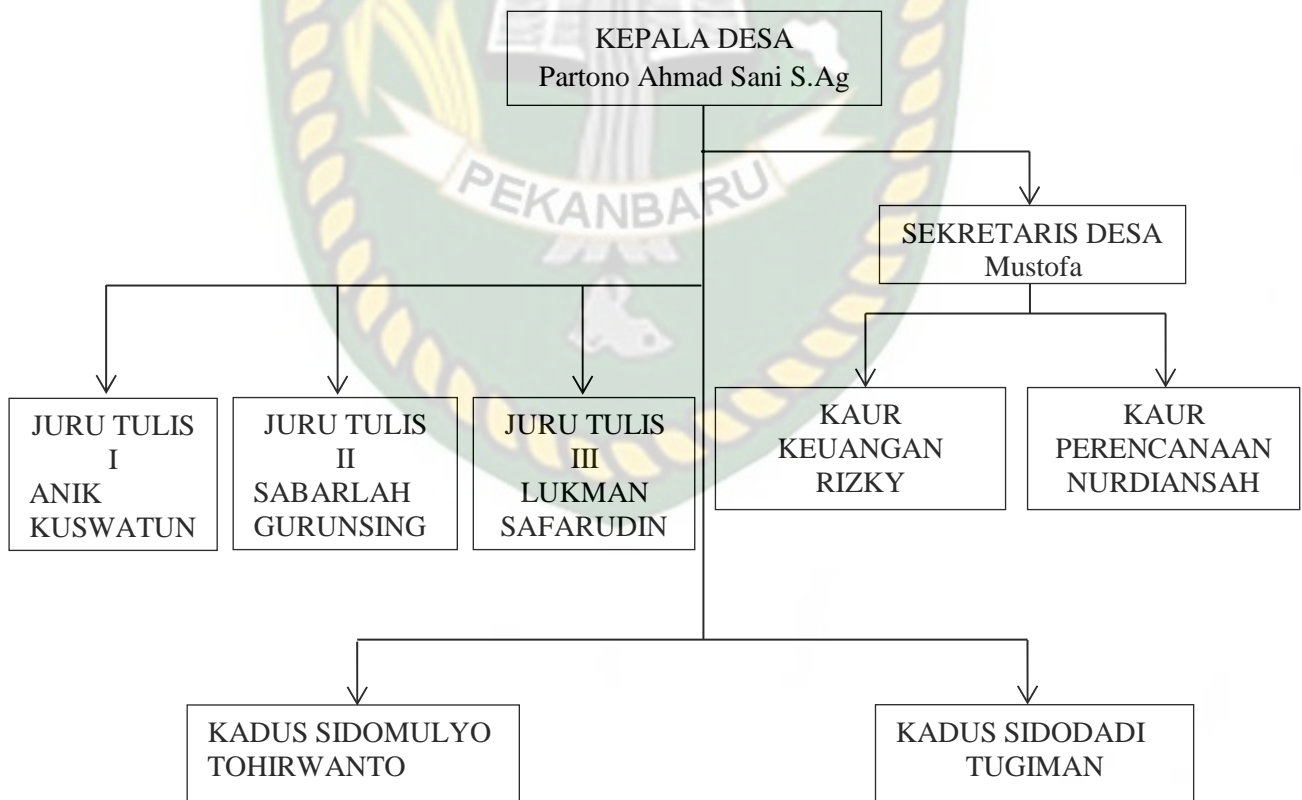 KEPALA DESA
Partono Ahmad Sani S.Ag
PEKANBARU
SEKRETARIS DESA
Mustofa
JURU TULIS
I
ANIK
KUSWATUN
JURU TULIS
II
SABARLAH
GURUNSING
JURU TULIS
III
LUKMAN
SAFARUDIN
KAUR
KEUANGAN
RIZKY
KAUR
PERENCANAAN
NURDIANSAH
KADUS SIDOMULYO
TOHIRWANTO
KADUS SIDODADI
TUGIMAN